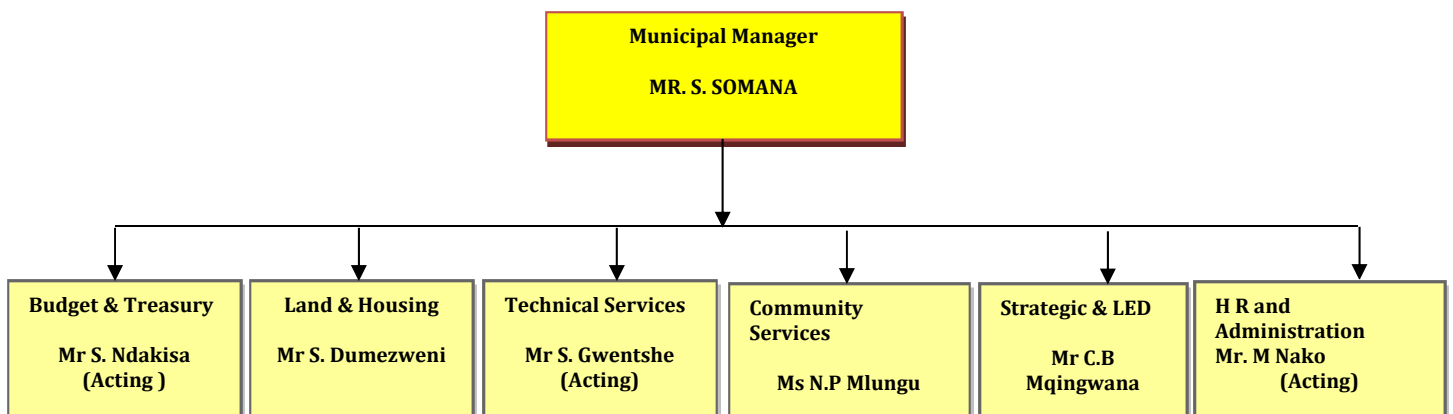 Municipal Manager
MR. S. SOMANA
Budget & Treasury
Mr S. Ndakisa
(Acting )
Land & Housing
Mr S. Dumezweni
Technical Services
Mr S. Gwentshe
(Acting)
Community
Services
Ms N.P Mlungu
Strategic & LED
Mr C.B
Mqingwana
H R and
Administration
Mr. M Nako
(Acting)